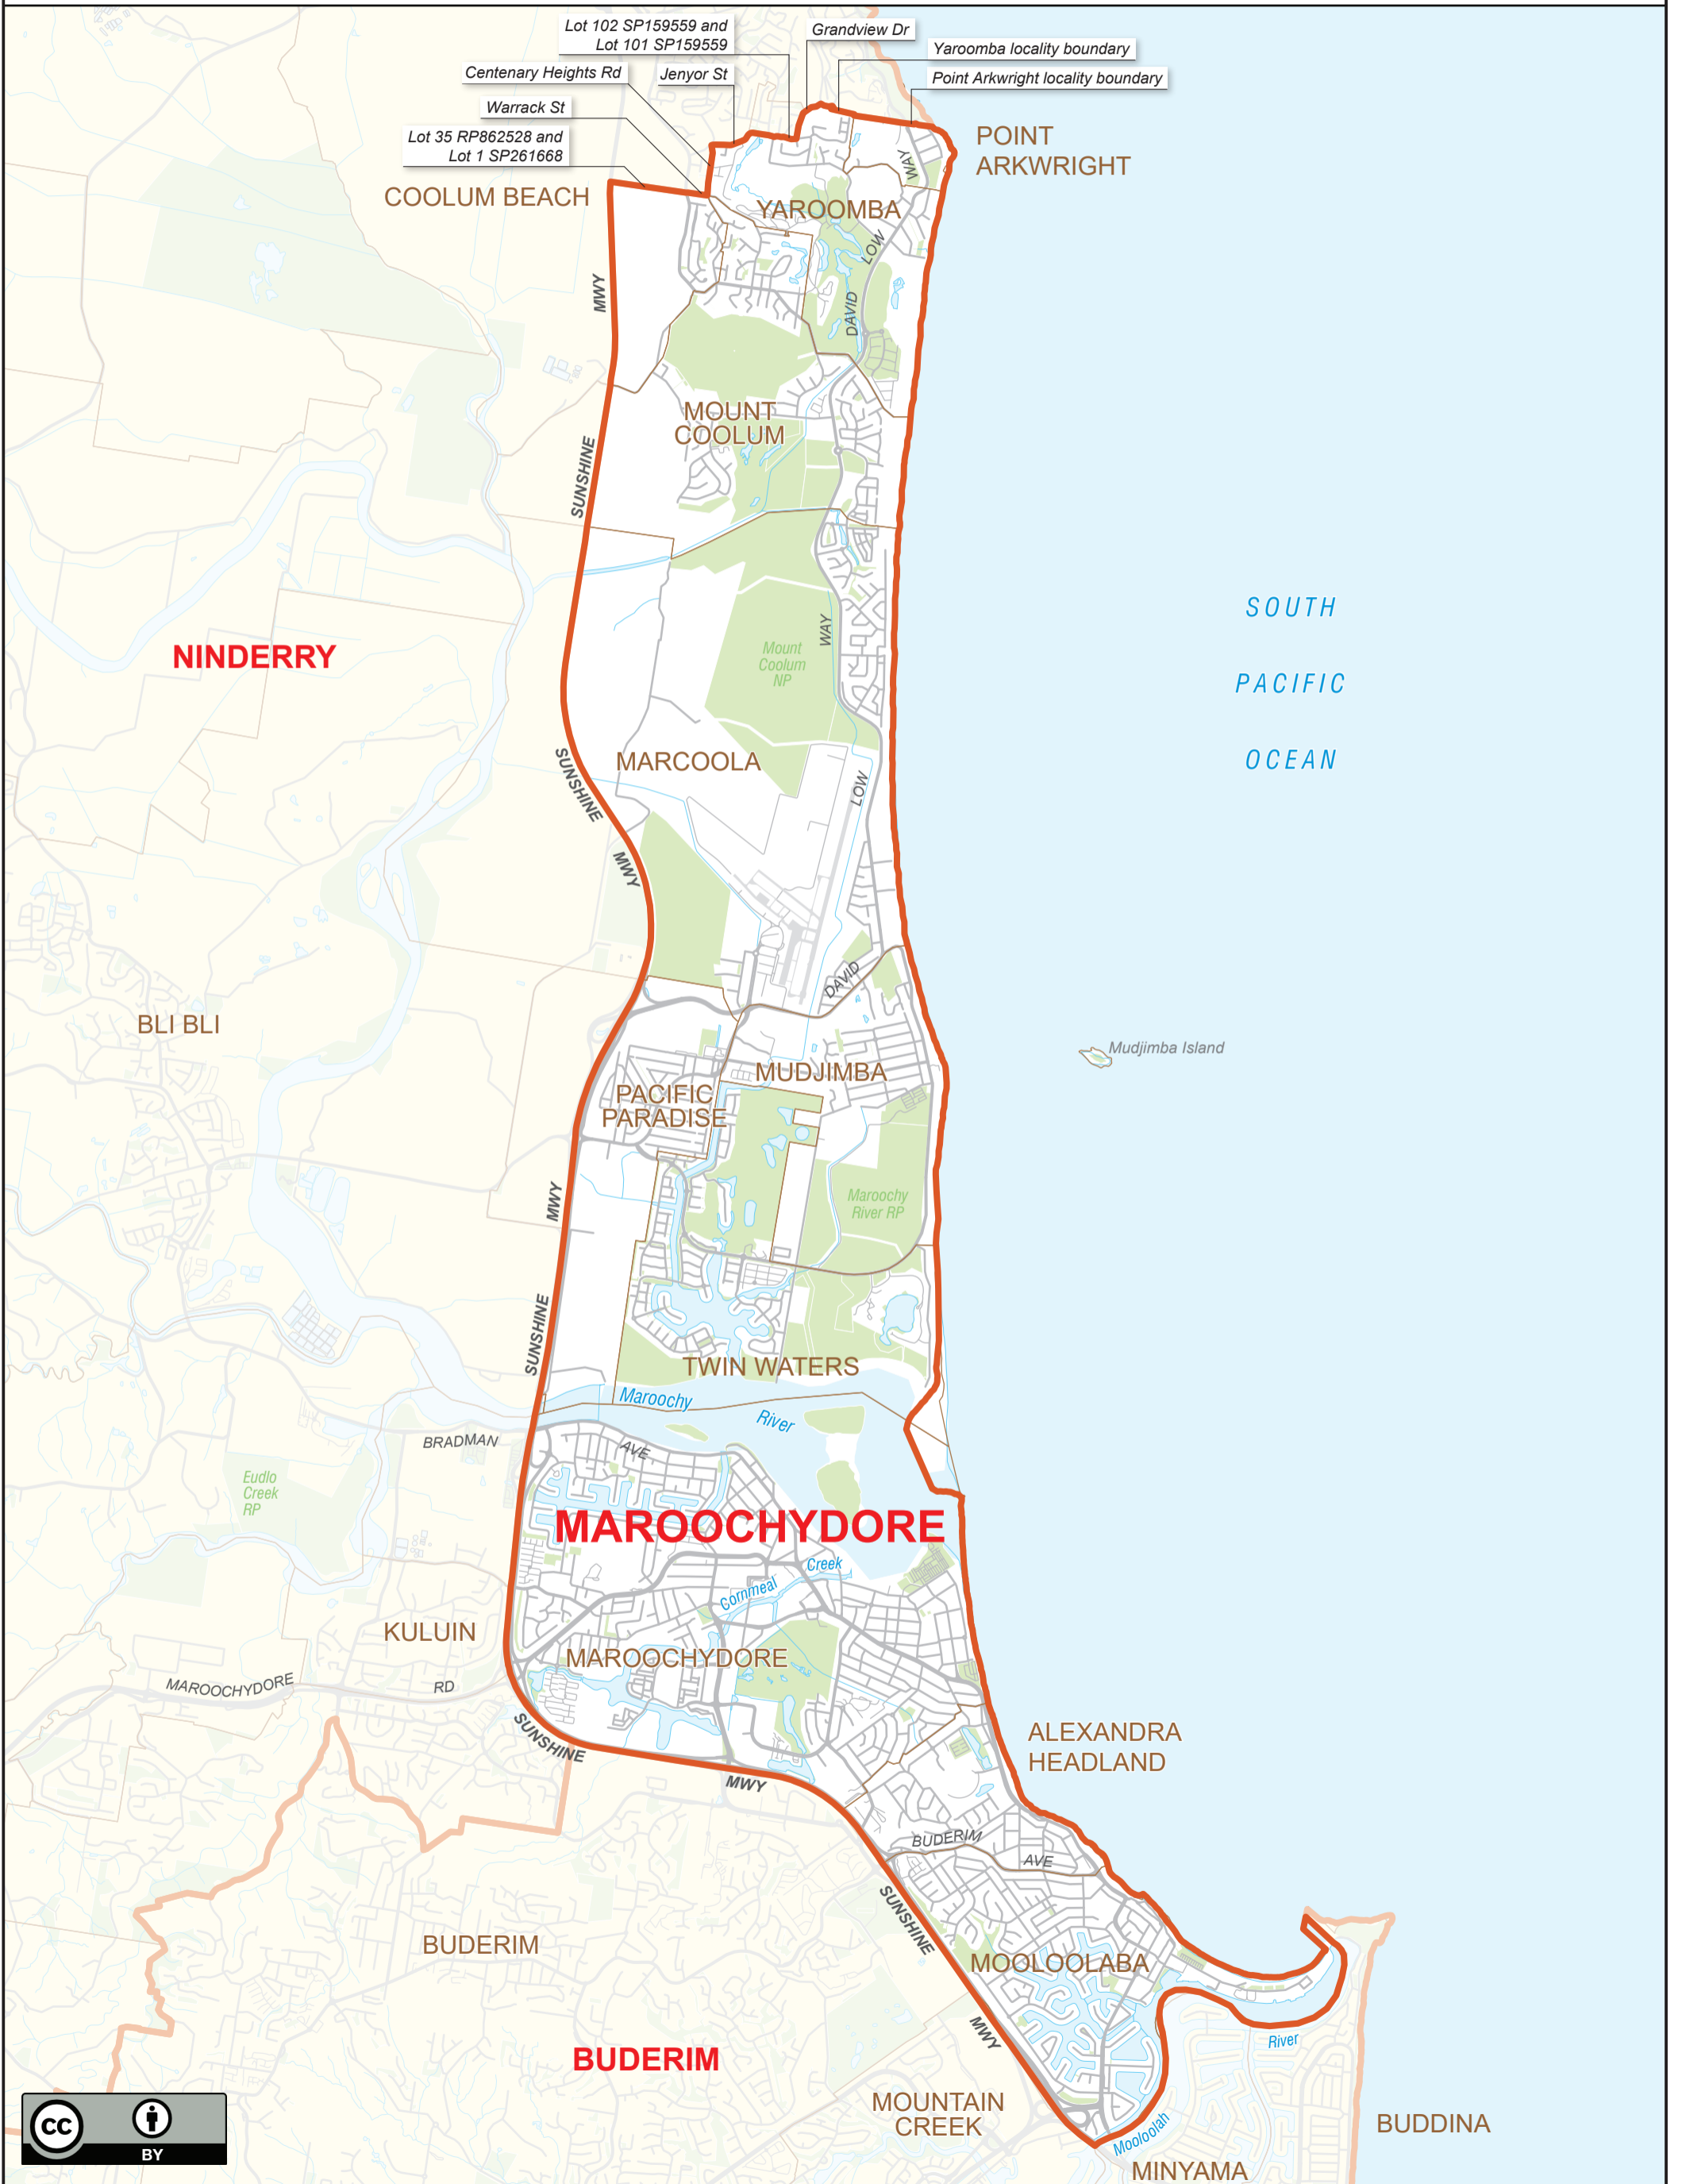 Lot 102 SP159559 and
Lot 101 SP159559
Grandview Dr
Yaroomba locality boundary
Centenary Heights Rd
Jenyor St
Point Arkwright locality boundary
Warrack St
Lot 35 RP862528 and
Lot 1 SP261668
POINT
ARKWRIGHT
WAY
COOLUM BEACH
YAROOMBA
LOW
MWY
DAVID
MOUNT
COOLUM
SUNSHINE
SOUTH
WAY
NINDERRY
Mount
Coolum
NP
PACIFIC
MARCOOLA
OCEAN
SUNSHINE
LOW
MWY
DAVID
BLI BLI
Mudjimba Island
MUDJIMBA
PACIFIC
PARADISE
MWY
Maroochy
River RP
SUNSHINE
TWIN WATERS
Maroochy
River
BRADMAN
AVE
Eudlo
Creek
RP
MAROOCHYDORE
Creek
Cornmeal
KULUIN
MAROOCHYDORE
MAROOCHYDORE
RD
SUNSHINE
ALEXANDRA
HEADLAND
MWY
BUDERIM
AVE
SUNSHINE
BUDERIM
MOOLOOLABA
MWY
River
BUDERIM
MOUNTAIN
CREEK
Mooloolah
BUDDINA
MINYAMA
CC
BY